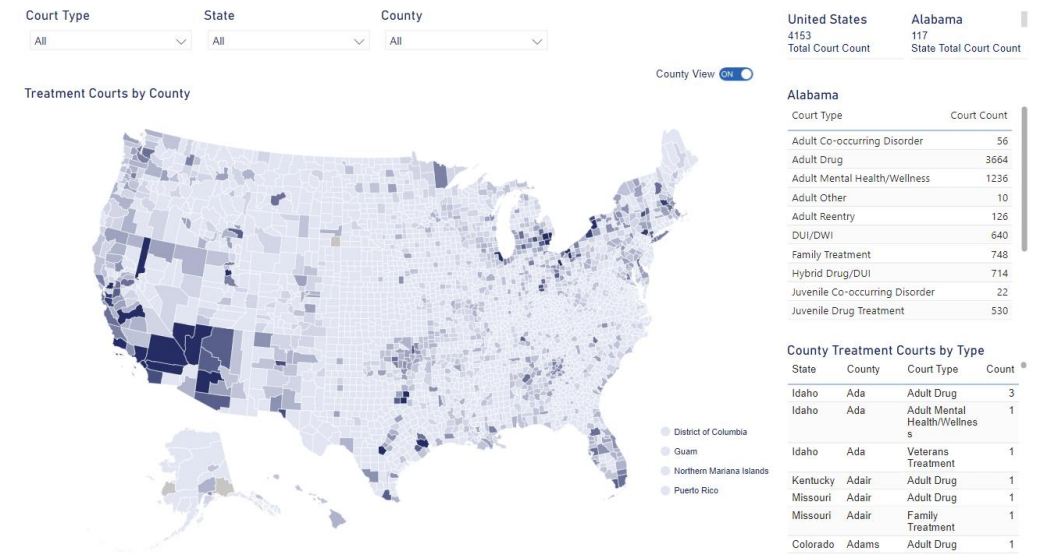 Court Type State County
All All All
United States Alabama
4153 117
Total Court Count State Total Court Count
County View ON
Treatment Courts by County
Alabama
Court Type Court Count
Adult Co-occurring Disorder 56
Adult Drug 3664
Adult Mental Health/Wellness 1236
Adult Other 10
Adult Reentry 126
DUI/DWI 640
Family Treatment 748
Hybrid Drug/DUI 714
Juvenile Co-occurring Disorder 22
Juvenile Drug Treatment 530
District of Columbia
Guam
Northern Mariana Islands
Puerto Rico
County Treatment Courts by Type
State County Court Type Count
Idaho Ada Adult Drug 3
Idaho Ada Adult Mental 1
Health/Wellnes
s
Idaho Ada Veterans 1
Treatment
Kentucky Adair Adult Drug 1
Missouri Adair Adult Drug 1
Missouri Adair Family 1
Treatment
Colorado Adams Adult Drug 1